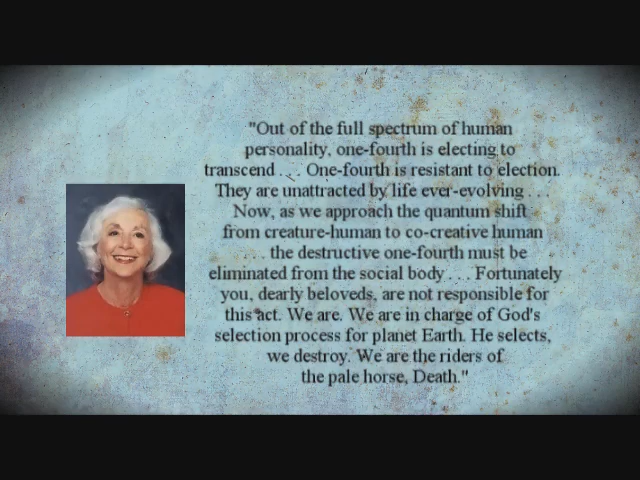 "Out of the full spectrum of human
personality, one-fourth is electing to
transcend . . . One-fourth is resistant to election.
They are unattracted by life ever-evolving . . .
Now, as we approach the quantum shift
from creature-human to co-creative human
. . . the destructive one-fourth must be
eliminated from the social body . . . Fortunately
you, dearly beloveds, are not responsible for
this act. We are. We are in charge of God's
selection process for planet Earth. He selects,
we destroy. We are the riders of
the pale horse, Death."